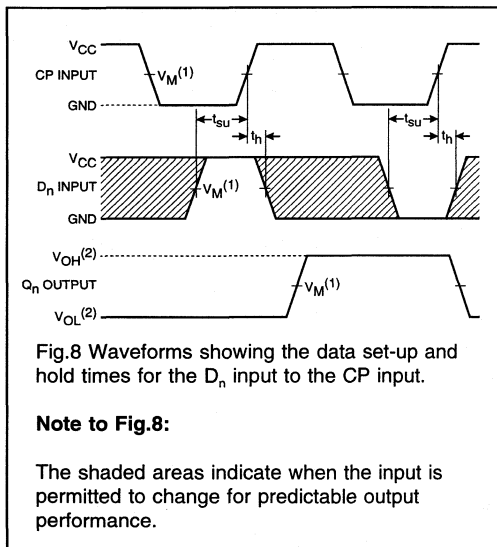 VCC
CP INPUT
VM(1)
GND
tsu
tsu
th
th
VCC
Dn INPUT
VM(1)
GND
VOH(2)
Qn OUTPUT
VM(1)
VOL(2)
Fig.8 Waveforms showing the data set-up and
hold times for the Dn input to the CP input.
Note to Fig.8:
The shaded areas indicate when the input is
permitted to change for predictable output
performance.